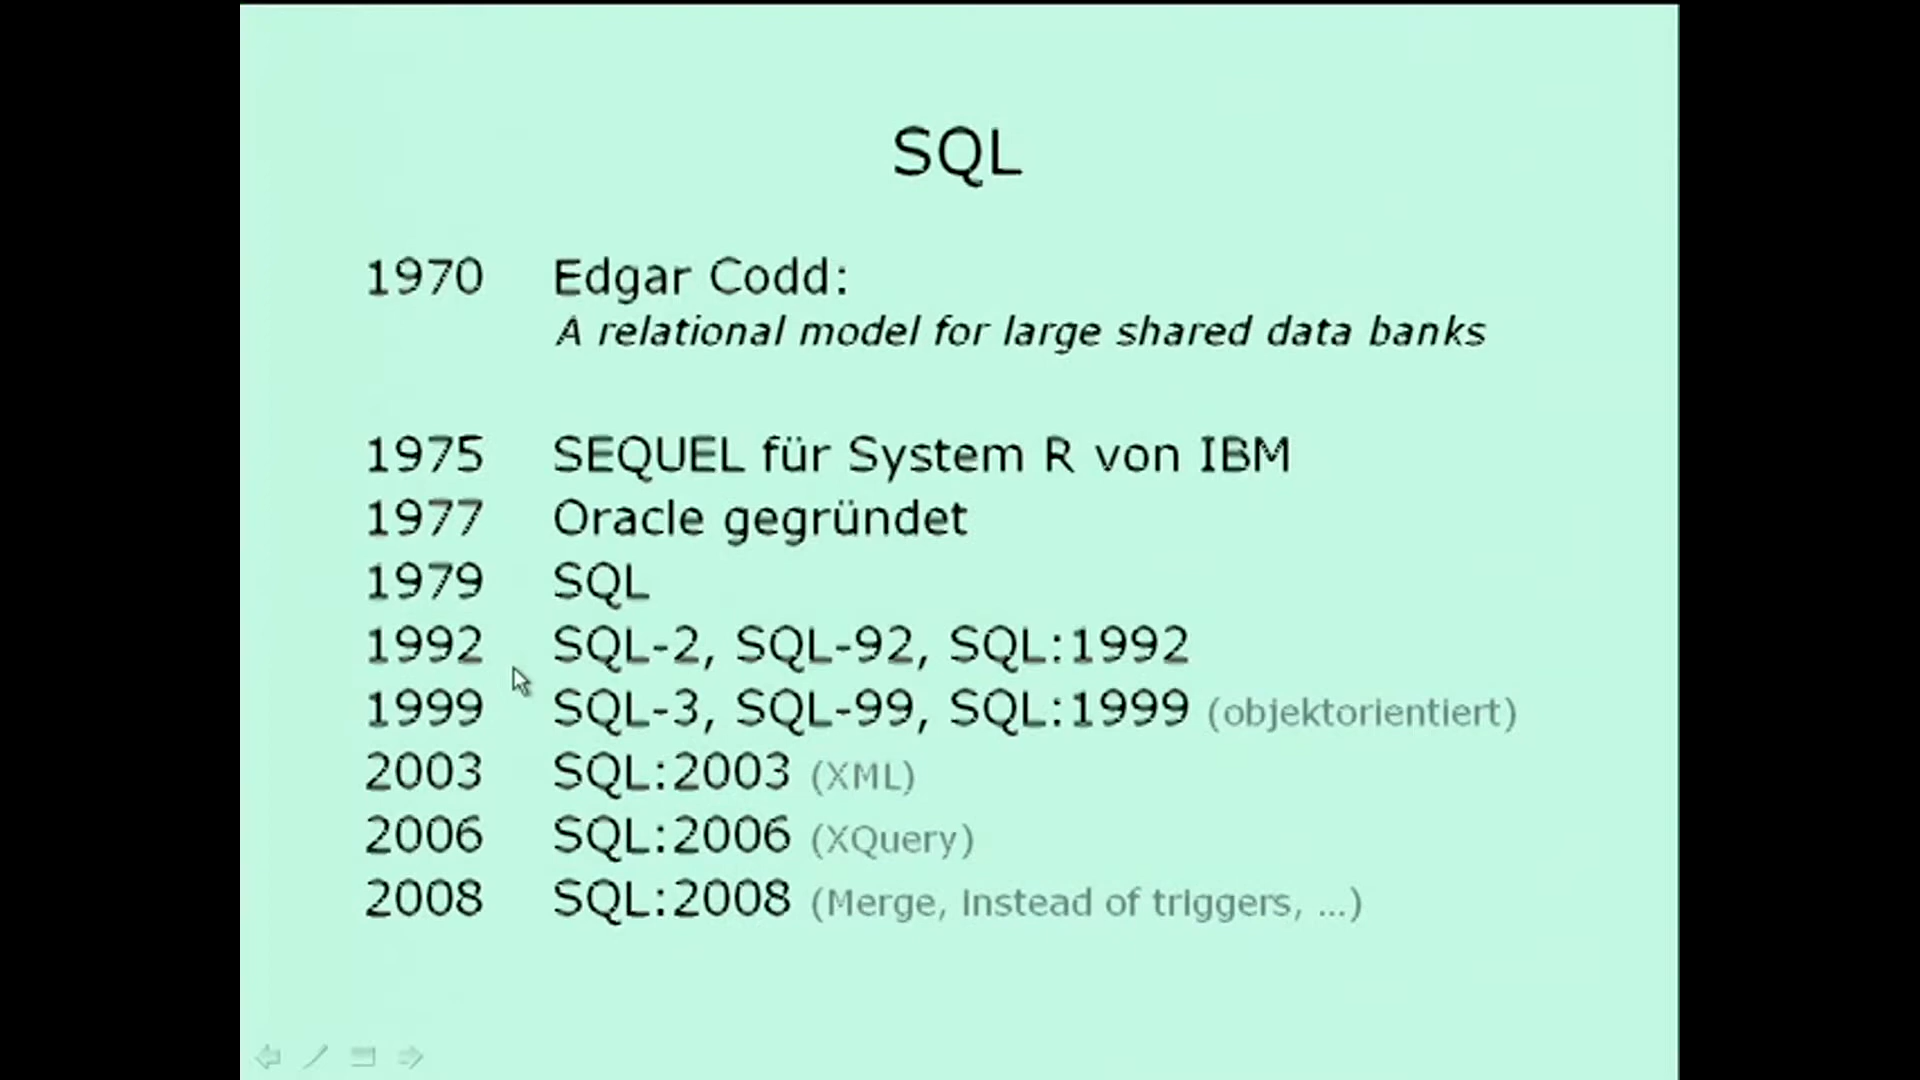 SQL
1970 Edgar Codd:
A relational model for large shared data banks
1975 SEQUEL für System R von IBM
1977 Oracle gegründet
1979 SQL
1992 SQL-2, SQL-92, SQL:1992
1999 SQL-3, SQL-99, SQL:1999 (objektorientiert)
2003 SQL:2003 (XML)
2006 SQL:2006 (XQuery)
2008 SQL:2008 (Merge, instead of triggers, ...)